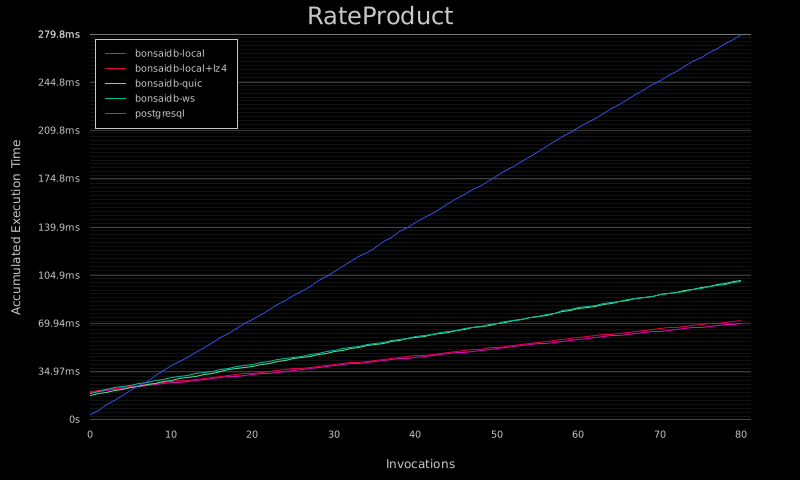 RateProduct
279.8ms
244.8ms
209.8ms
174.8ms
139.9ms
104.9ms
69.94ms
34.97ms
0s
Accumulated Execution Time
bonsaidb-local
bonsaidb-local+lz4
bonsaidb-quic
bonsaidb-ws
postgresql
0 10 20 30 40 50 60 70 80
Invocations